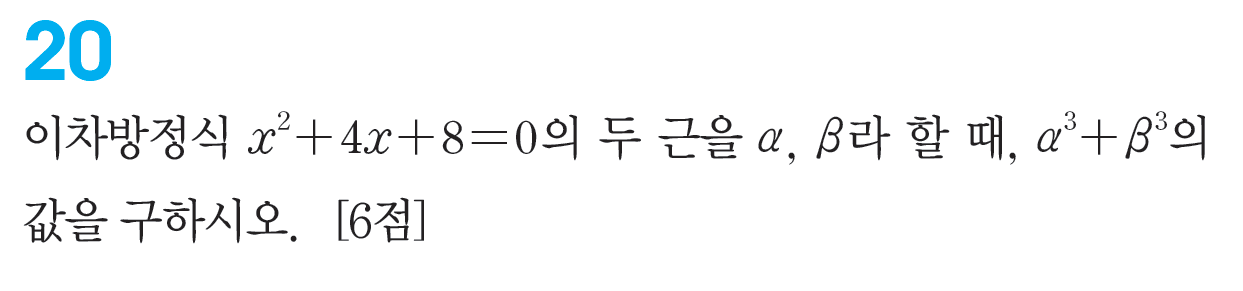 20
이차방정식 x²+4x+8=0의 두 근을 α, β라 할 때, α³+β³의
값을 구하시오. [6점]